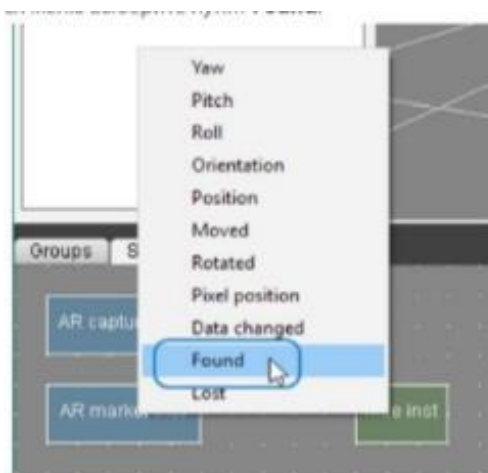 Yaw
Pitch
Roll
Orientation
Position
Moved
Rotated
Pixel position
Data changed
Found
Lost
Groups S
AR captu
AR marker
inst